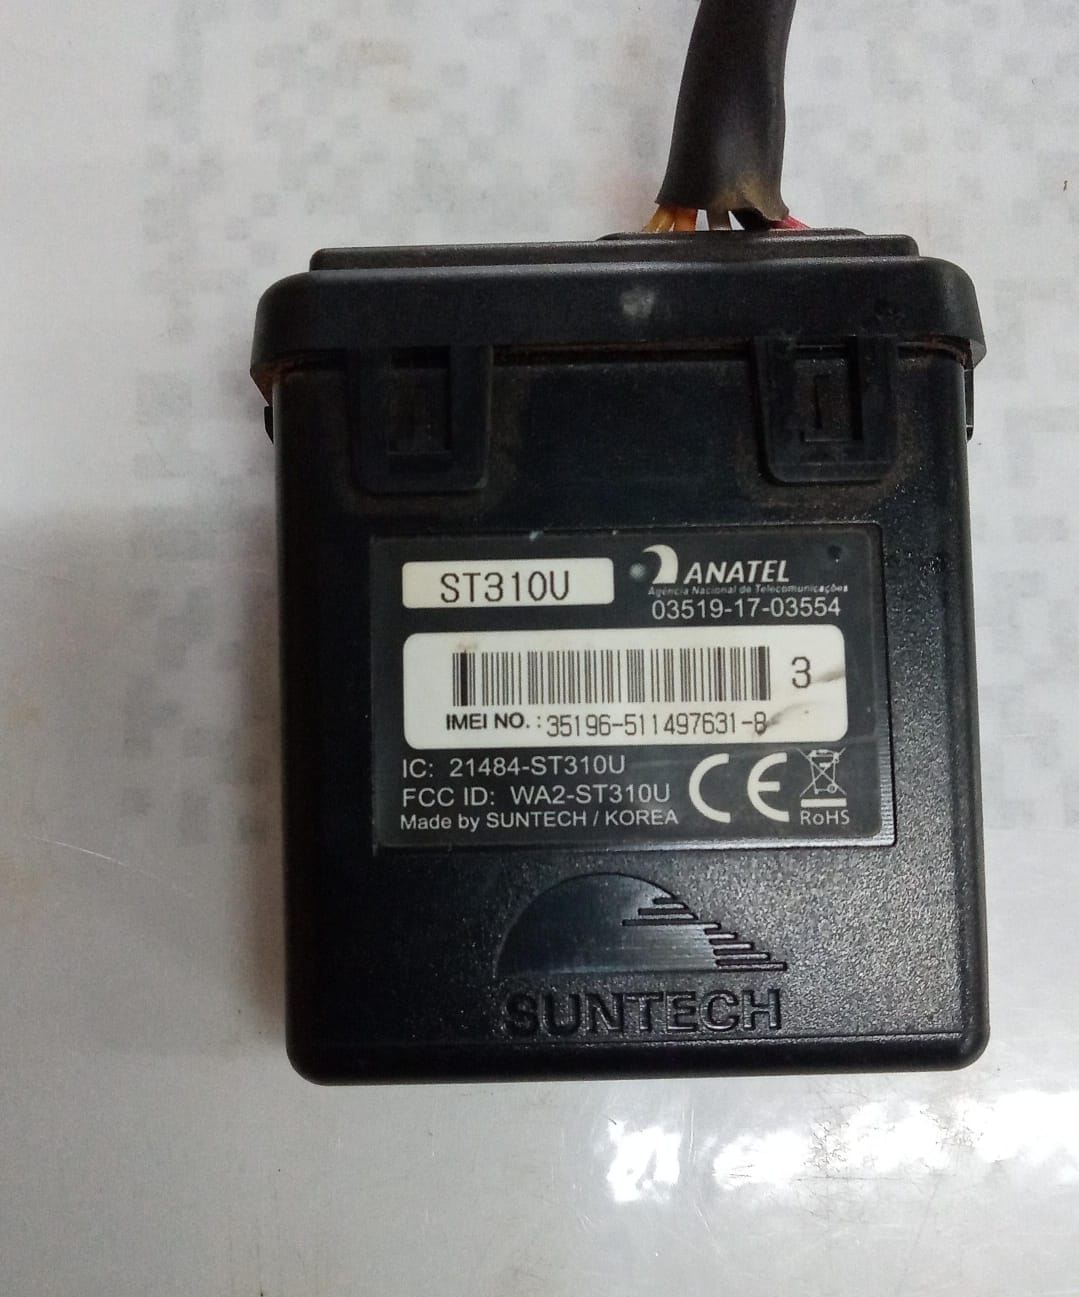 ST310U
ANATEL
Agência Nacional de Telecomunicações
03519-17-03554
3
IMEI NO. : 35196-511497631-8
IC: 21484-ST310U
FCC ID: WA2-ST310U
Made by SUNTECH / KOREA
CE
RoHS
SUNTECH